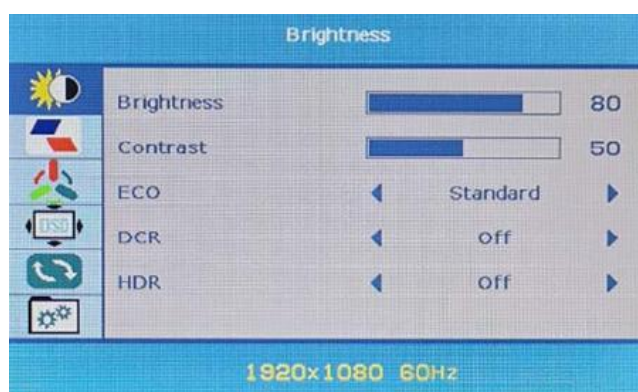 Brightness
Brightness 80
Contrast 50
ECO Standard
DCR Off
HDR Off
OSD
1920x1080 60Hz